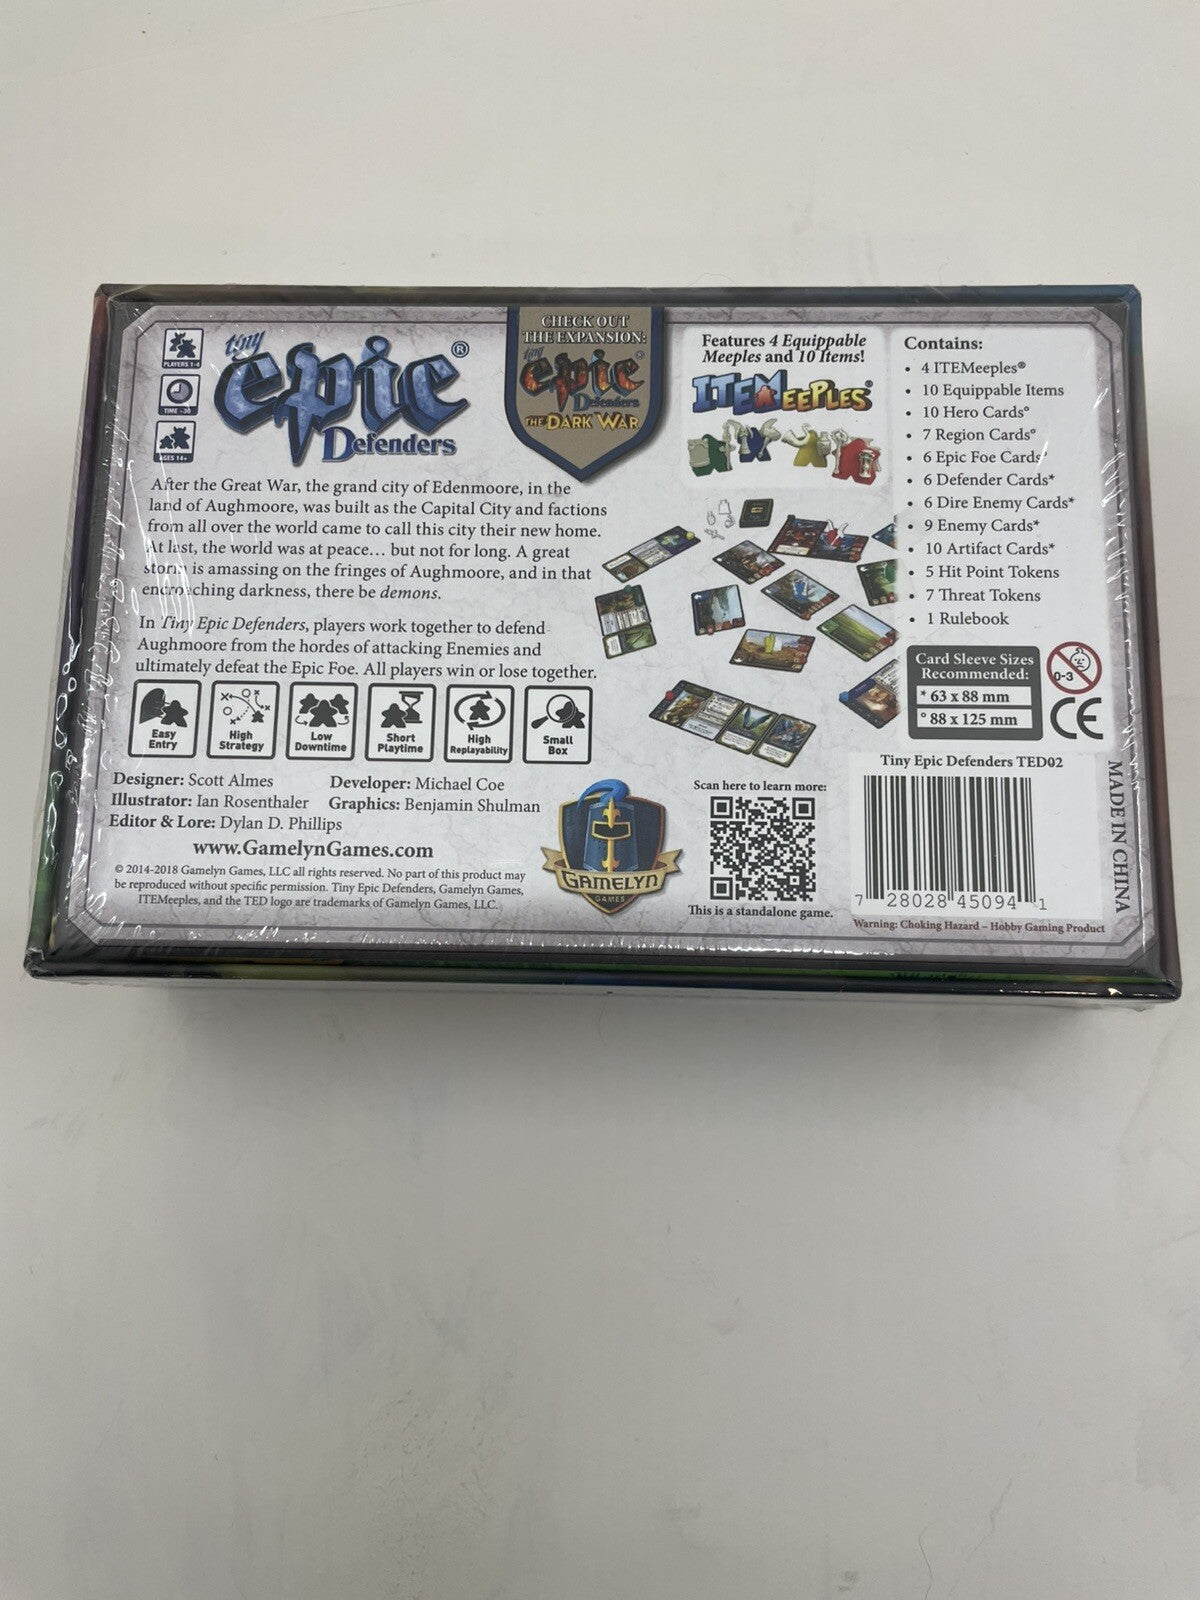 PLAYERS 1-4
TIME ~30
AGES 14+
tiny
epic®
Defenders
CHECK OUT
THE EXPANSION:
tiny
epic®
Defenders
THE DARK WAR
Features 4 Equippable
Meeples and 10 Items!
ITEMEEPLES®
Contains:
• 4 ITEMeeples®
• 10 Equippable Items
• 10 Hero Cards°
• 7 Region Cards°
• 6 Epic Foe Cards°
• 6 Defender Cards*
• 6 Dire Enemy Cards*
• 9 Enemy Cards*
• 10 Artifact Cards*
• 5 Hit Point Tokens
• 7 Threat Tokens
• 1 Rulebook
After the Great War, the grand city of Edenmoore, in the
land of Aughmoore, was built as the Capital City and factions
from all over the world came to call this city their new home.
At last, the world was at peace... but not for long. A great
storm is amassing on the fringes of Aughmoore, and in that
encroaching darkness, there be demons.
In Tiny Epic Defenders, players work together to defend
Aughmoore from the hordes of attacking Enemies and
ultimately defeat the Epic Foe. All players win or lose together.
Card Sleeve Sizes
Recommended:
* 63 x 88 mm
° 88 x 125 mm
0-3
CE
Easy
Entry
High
Strategy
Low
Downtime
Short
Playtime
High
Replayability
Small
Box
Designer: Scott Almes
Developer: Michael Coe
Illustrator: Ian Rosenthaler
Graphics: Benjamin Shulman
Editor & Lore: Dylan D. Phillips
www.GamelynGames.com
© 2014-2018 Gamelyn Games, LLC all rights reserved. No part of this product may
be reproduced without specific permission. Tiny Epic Defenders, Gamelyn Games,
ITEMeeples, and the TED logo are trademarks of Gamelyn Games, LLC.
GAMELYN
GAMES
Scan here to learn more:
This is a standalone game.
Tiny Epic Defenders TED02
7 28028 45094 1
MADE IN CHINA
Warning: Choking Hazard – Hobby Gaming Product